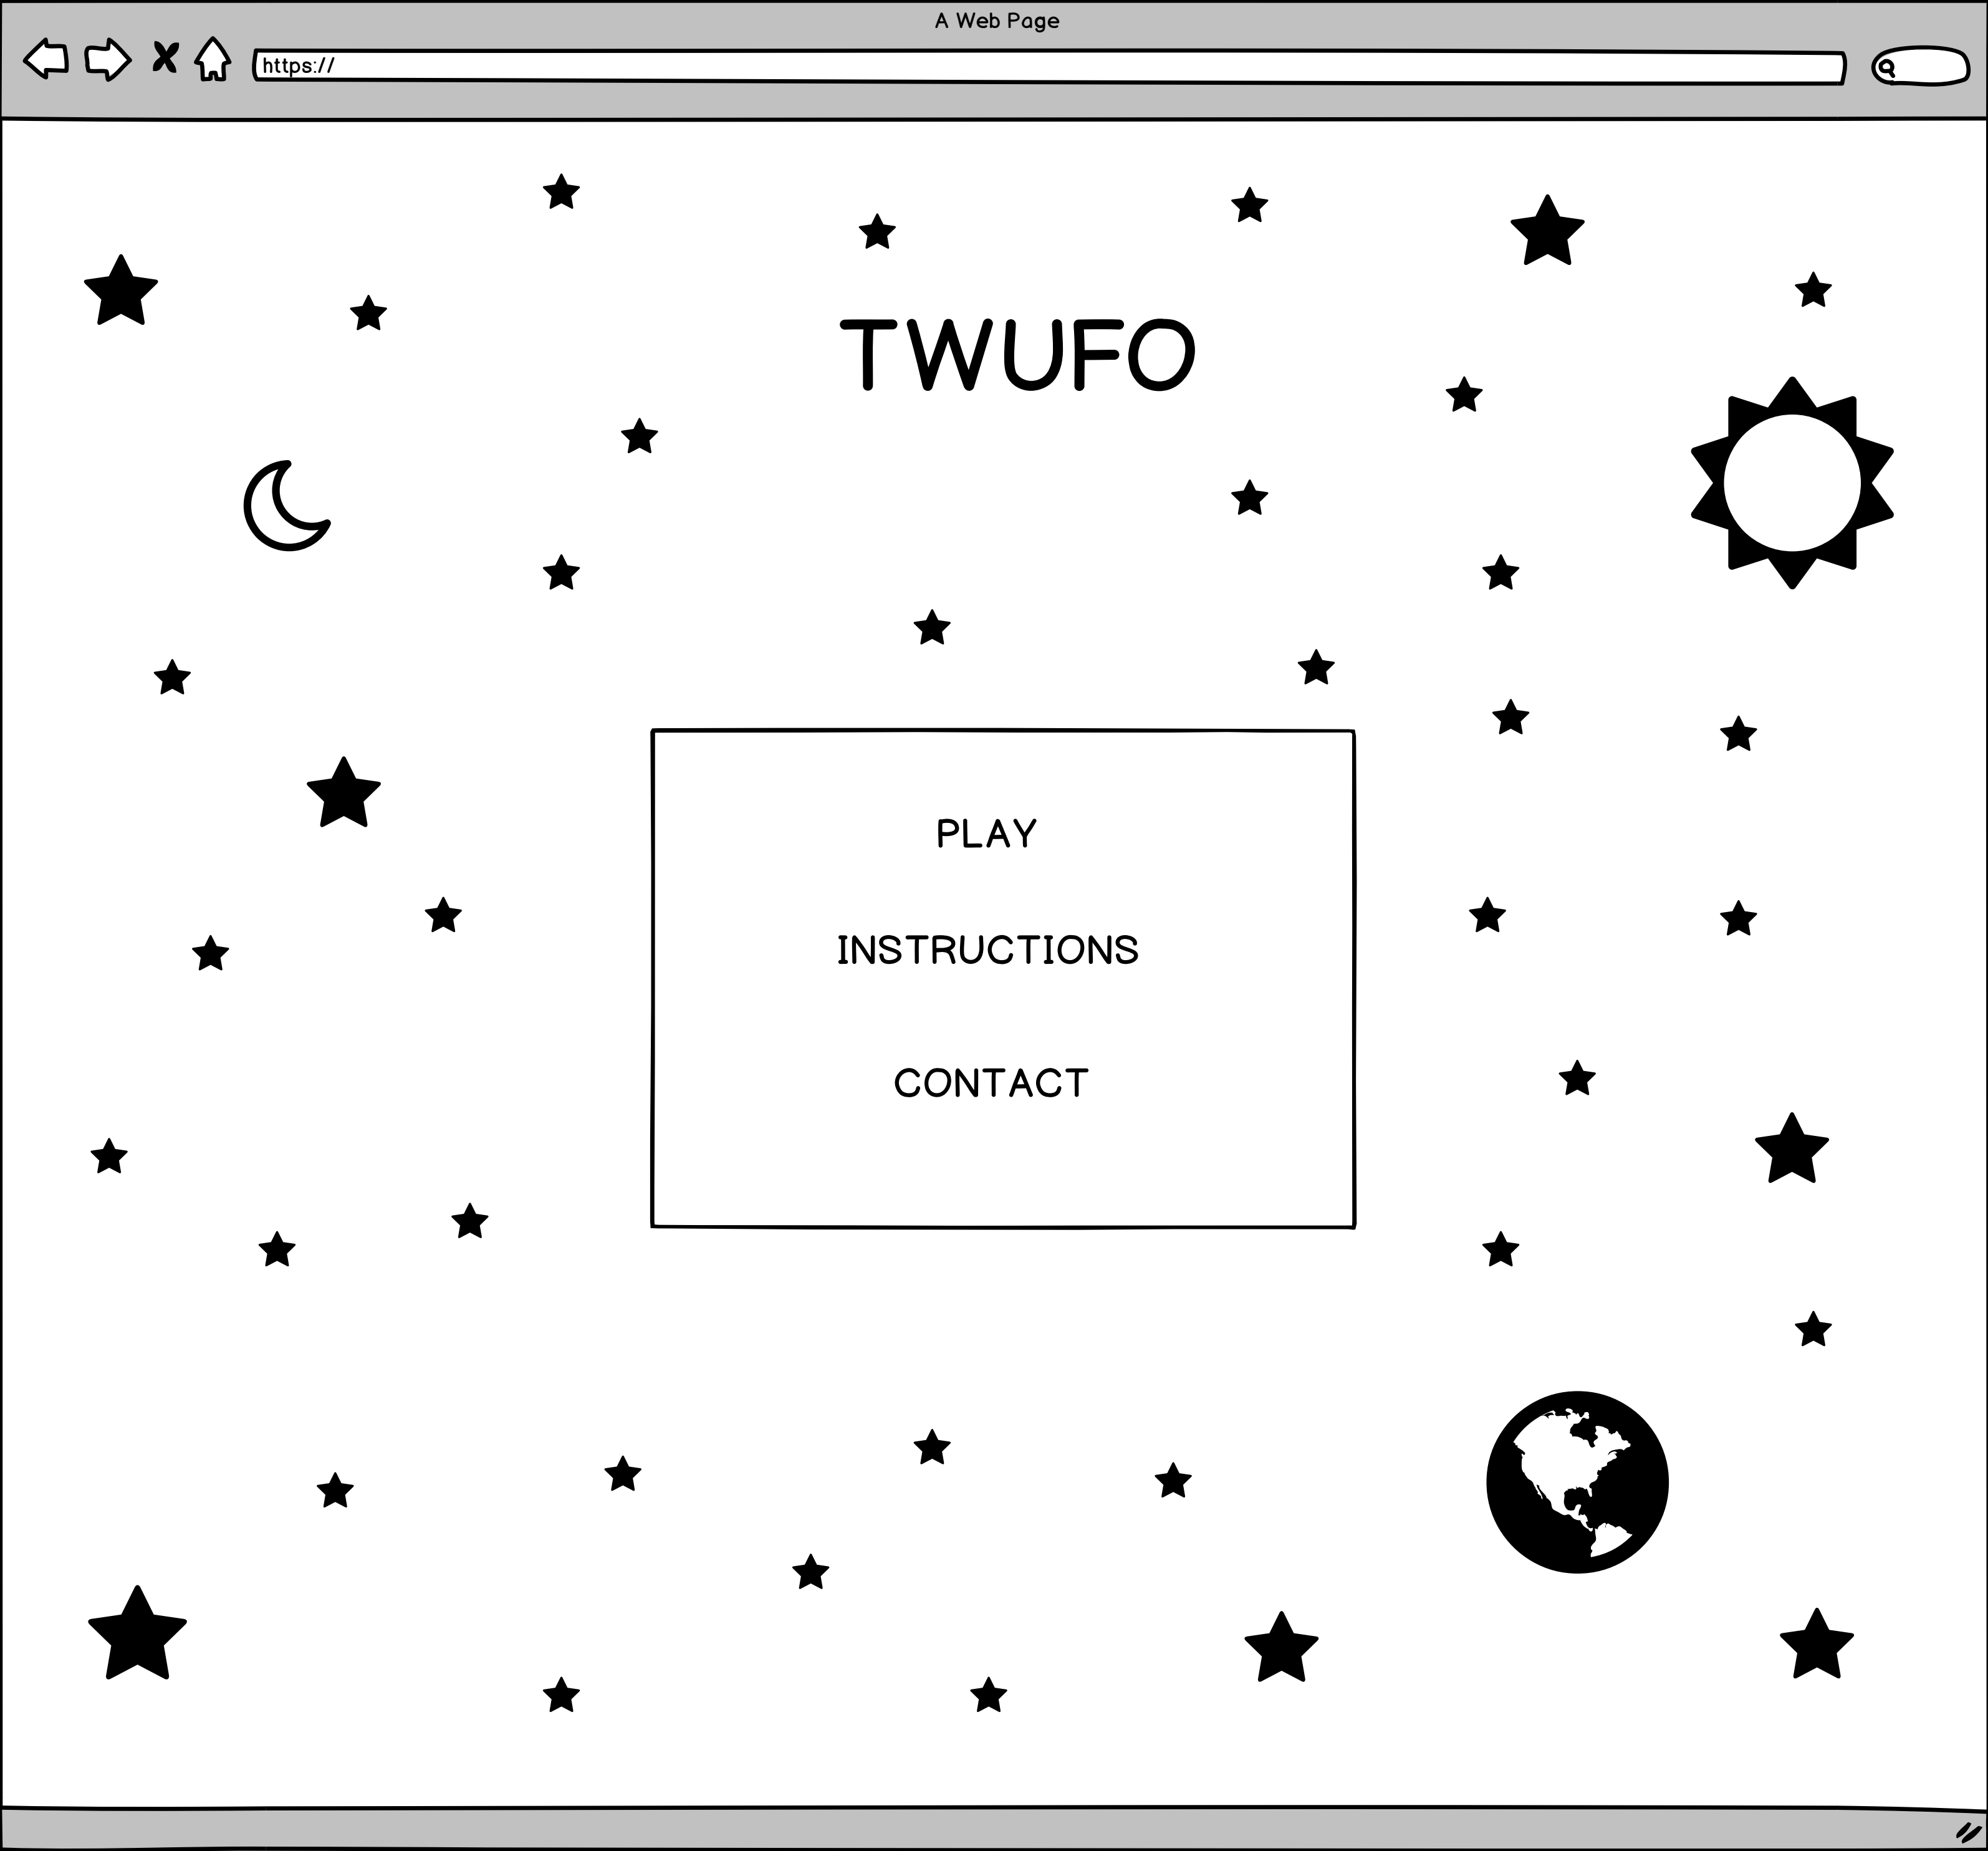 A Web Page
https://
TWUFO
PLAY
INSTRUCTIONS
CONTACT